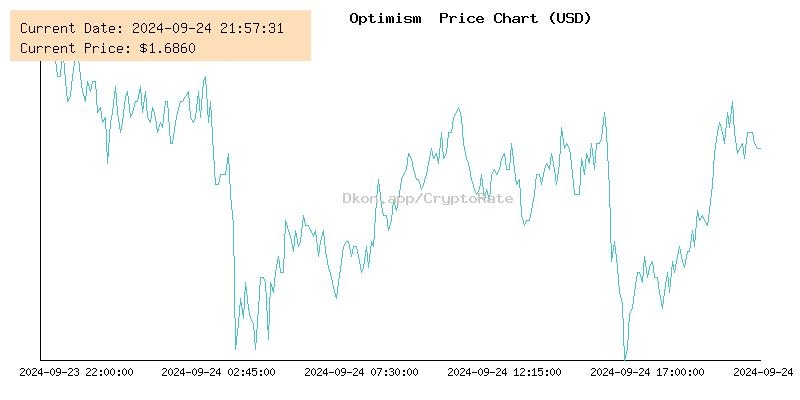 Optimism  Price Chart (USD)
Current Date: 2024-09-24 21:57:31
Current Price: $1.6860
Dkon.app/CryptoRate
2024-09-23 22:00:00 2024-09-24 02:45:00 2024-09-24 07:30:00 2024-09-24 12:15:00 2024-09-24 17:00:00 2024-09-24